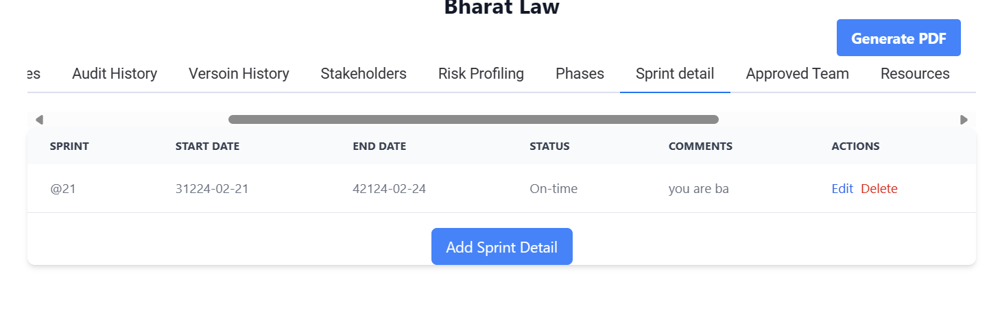 Bharat Law
Generate PDF
es Audit History Versoin History Stakeholders Risk Profiling Phases Sprint detail Approved Team Resources
SPRINT START DATE END DATE STATUS COMMENTS ACTIONS
@21 31224-02-21 42124-02-24 On-time you are ba Edit Delete
Add Sprint Detail